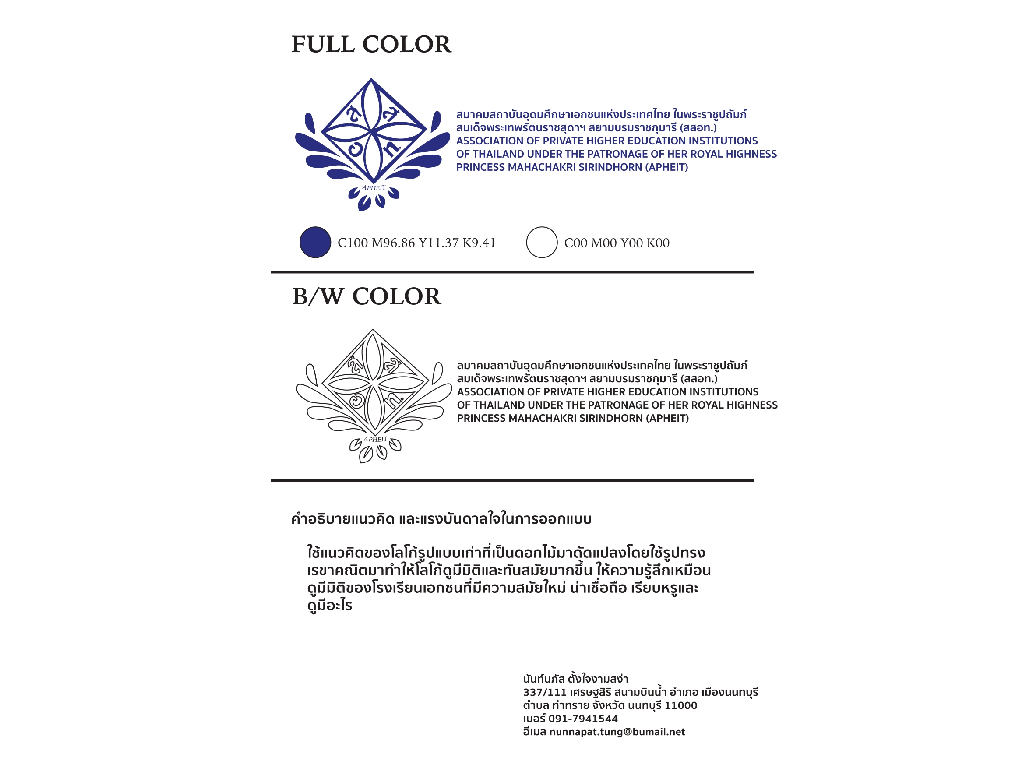 FULL COLOR
ส ม
อ ท
APHEIT
สมาคมสถาบันอุดมศึกษาเอกชนแห่งประเทศไทย ในพระราชูปถัมภ์
สมเด็จพระเทพรัตนราชสุดาฯ สยามบรมราชกุมารี (สสอท.)
ASSOCIATION OF PRIVATE HIGHER EDUCATION INSTITUTIONS
OF THAILAND UNDER THE PATRONAGE OF HER ROYAL HIGHNESS
PRINCESS MAHACHAKRI SIRINDHORN (APHEIT)
C100 M96.86 Y11.37 K9.41 C00 M00 Y00 K00
B/W COLOR
ส ม
อ ท
APHEIT
สมาคมสถาบันอุดมศึกษาเอกชนแห่งประเทศไทย ในพระราชูปถัมภ์
สมเด็จพระเทพรัตนราชสุดาฯ สยามบรมราชกุมารี (สสอท.)
ASSOCIATION OF PRIVATE HIGHER EDUCATION INSTITUTIONS
OF THAILAND UNDER THE PATRONAGE OF HER ROYAL HIGHNESS
PRINCESS MAHACHAKRI SIRINDHORN (APHEIT)
คำอธิบายแนวคิด และแรงบันดาลใจในการออกแบบ
ใช้แนวคิดของโลโก้รูปแบบเก่าที่เป็นดอกไม้มาดัดแปลงโดยใช้รูปทรง
เรขาคณิตมาทำให้โลโก้ดูมีมิติและทันสมัยมากขึ้น ให้ความรู้สึกเหมือน
ดูมีมิติของโรงเรียนเอกชนที่มีความสมัยใหม่ น่าเชื่อถือ เรียบหรูและ
ดูมีอะไร
นันท์นภัส ตั้งใจงามสง่า
337/111 เศรษฐสิริ สนามบินน้ำ อำเภอ เมืองนนทบุรี
ตำบล ท่าทราย จังหวัด นนทบุรี 11000
เบอร์ 091-7941544
อีเมล nunnapat.tung@bumail.net